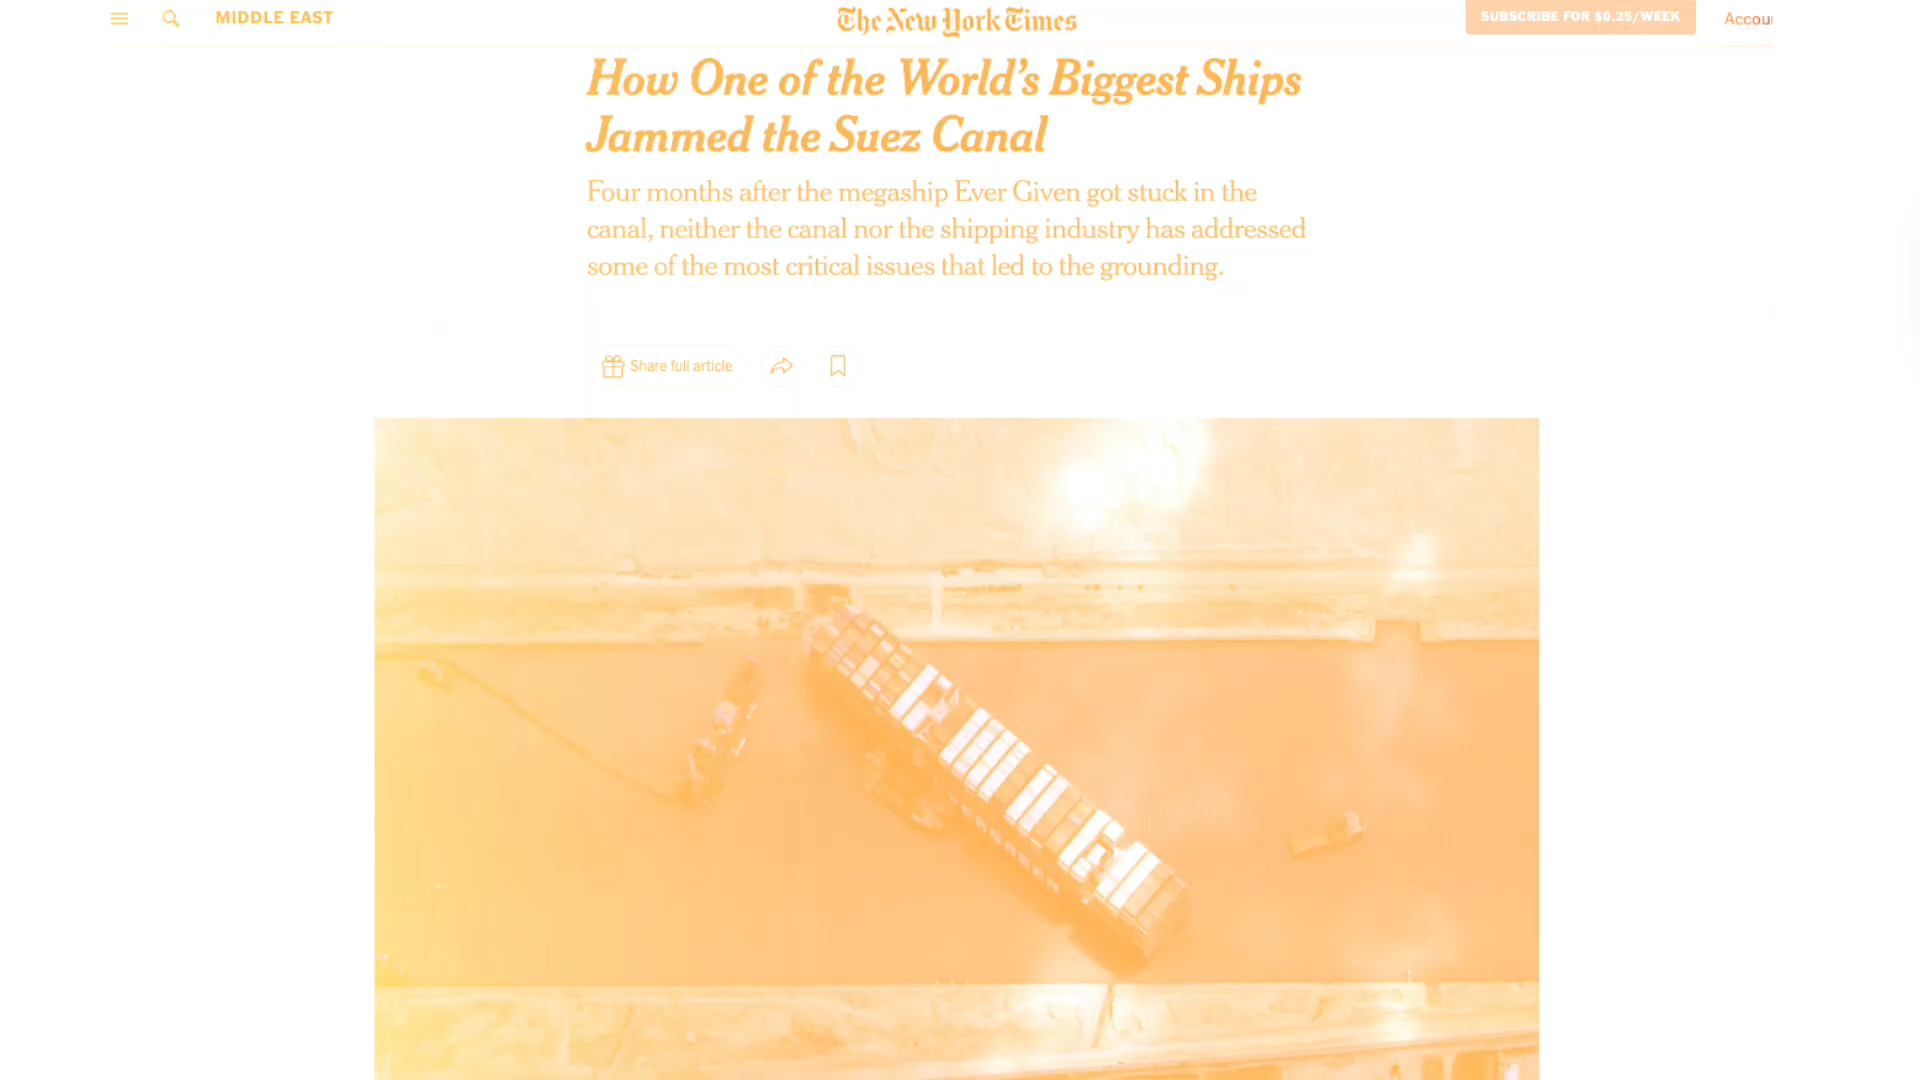 MIDDLE EAST
The New York Times
SUBSCRIBE FOR $0.25/WEEK
Accou
How One of the World's Biggest Ships
Jammed the Suez Canal
Four months after the megaship Ever Given got stuck in the
canal, neither the canal nor the shipping industry has addressed
some of the most critical issues that led to the grounding.
Share full article
EVERGREEN